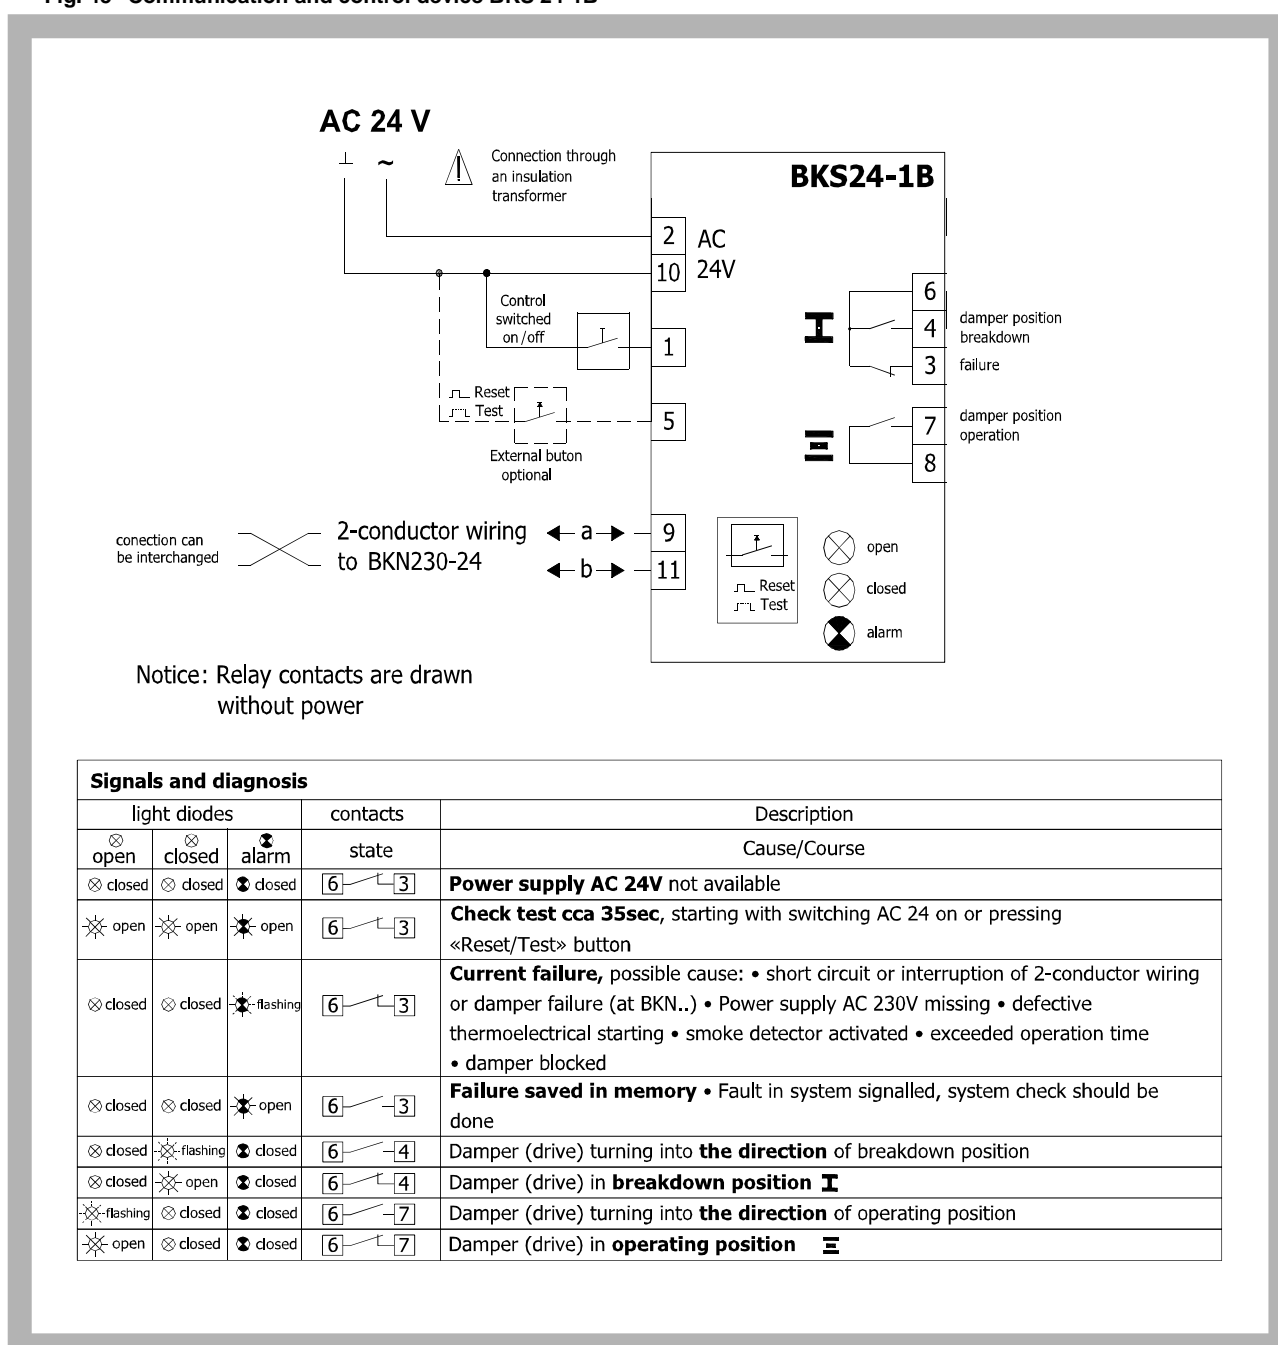 AC 24 V
⊥ ~
Connection through
an insulation
transformer
BKS24-1B
2
AC
10
24V
Control
switched
on/off
1
Reset
Test
5
External buton
optional
6
4
damper position
breakdown
3
failure
7
damper position
operation
8
conection can
be interchanged
2-conductor wiring
to BKN230-24
a
b
9
11
Reset
Test
open
closed
alarm
Notice: Relay contacts are drawn
without power
Signals and diagnosis
light diodes contacts Description
open closed alarm state Cause/Course
closed closed closed 6 3 Power supply AC 24V not available
open open open 6 3 Check test cca 35sec, starting with switching AC 24 on or pressing
«Reset/Test» button
closed closed flashing 6 3 Current failure, possible cause: • short circuit or interruption of 2-conductor wiring
or damper failure (at BKN..) • Power supply AC 230V missing • defective
thermoelectrical starting • smoke detector activated • exceeded operation time
• damper blocked
closed closed open 6 3 Failure saved in memory • Fault in system signalled, system check should be
done
closed flashing closed 6 4 Damper (drive) turning into the direction of breakdown position
closed open closed 6 4 Damper (drive) in breakdown position
flashing closed closed 6 7 Damper (drive) turning into the direction of operating position
open closed closed 6 7 Damper (drive) in operating position